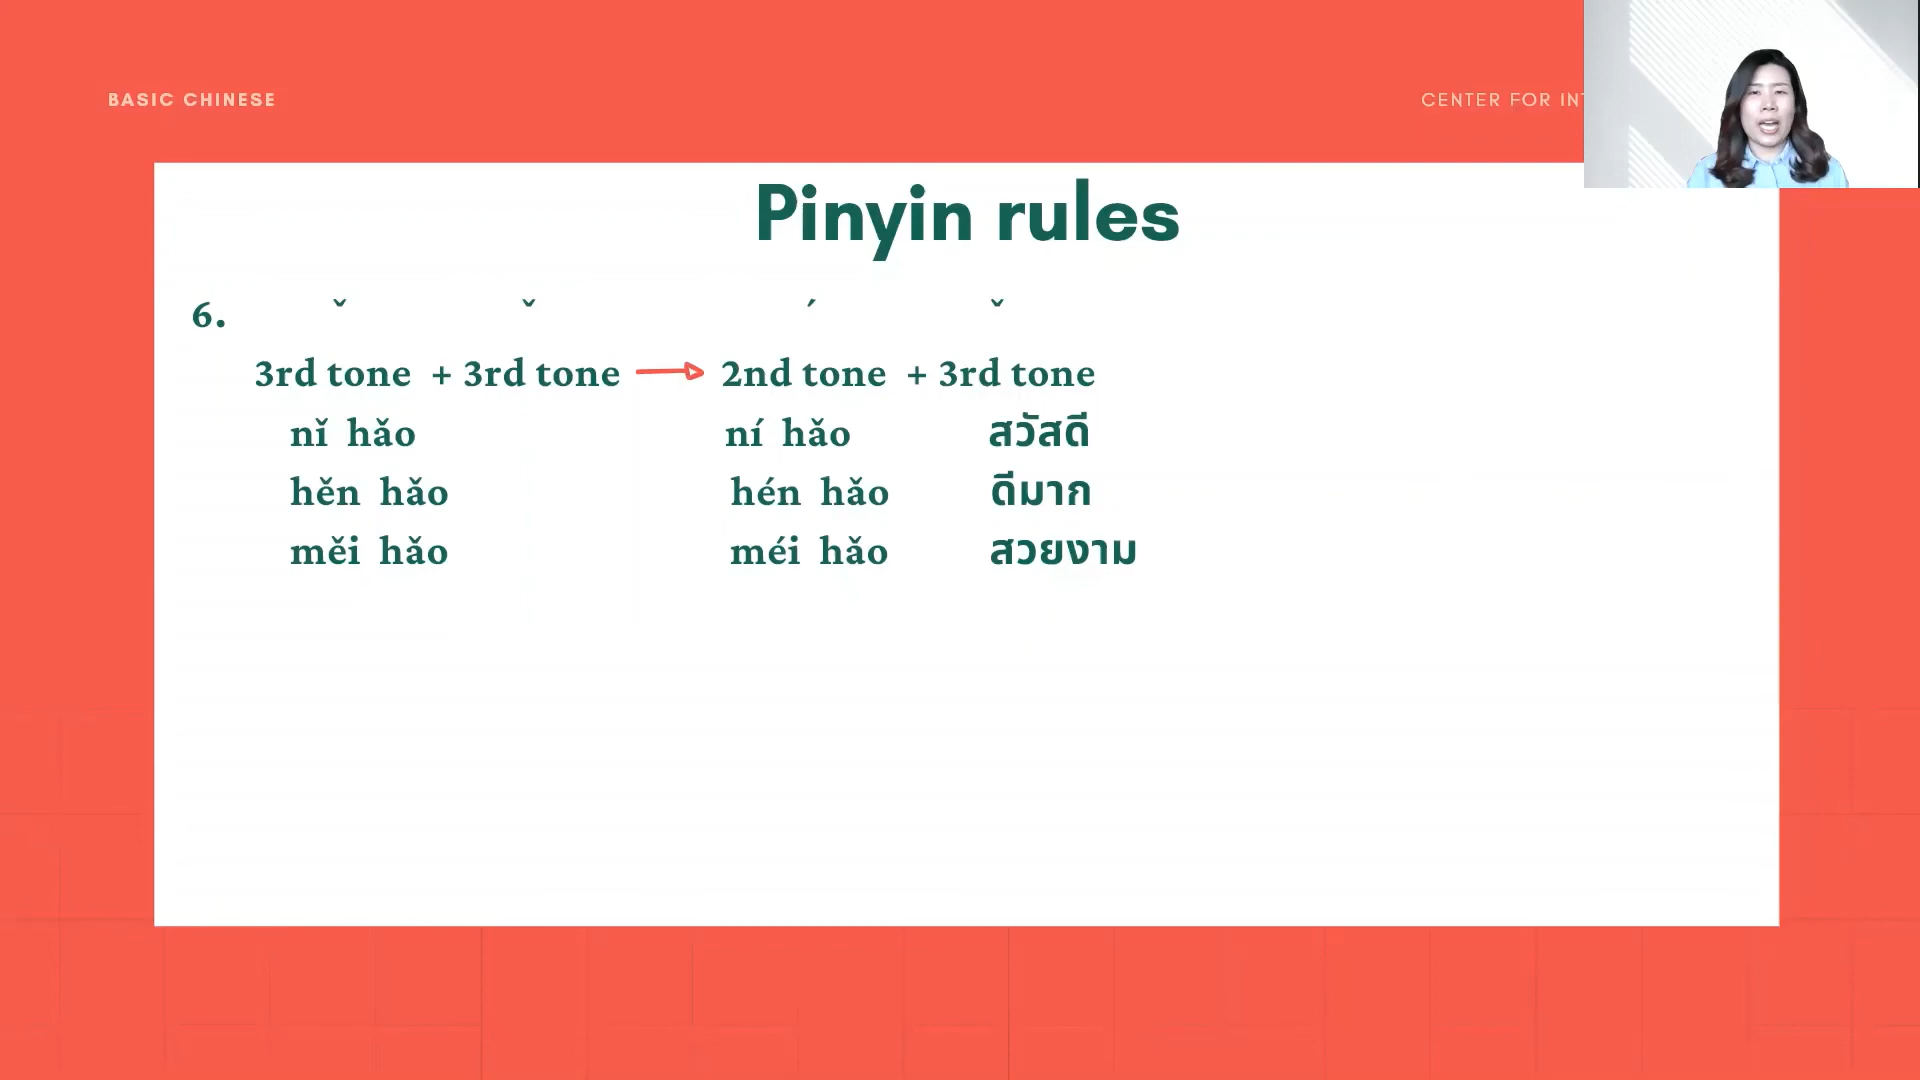 BASIC CHINESE
CENTER FOR INT
Pinyin rules
6. ˇ ˇ ˊ ˇ
3rd tone + 3rd tone → 2nd tone + 3rd tone
nǐ hǎo ní hǎo สวัสดี
hěn hǎo hén hǎo ดีมาก
měi hǎo méi hǎo สวยงาม